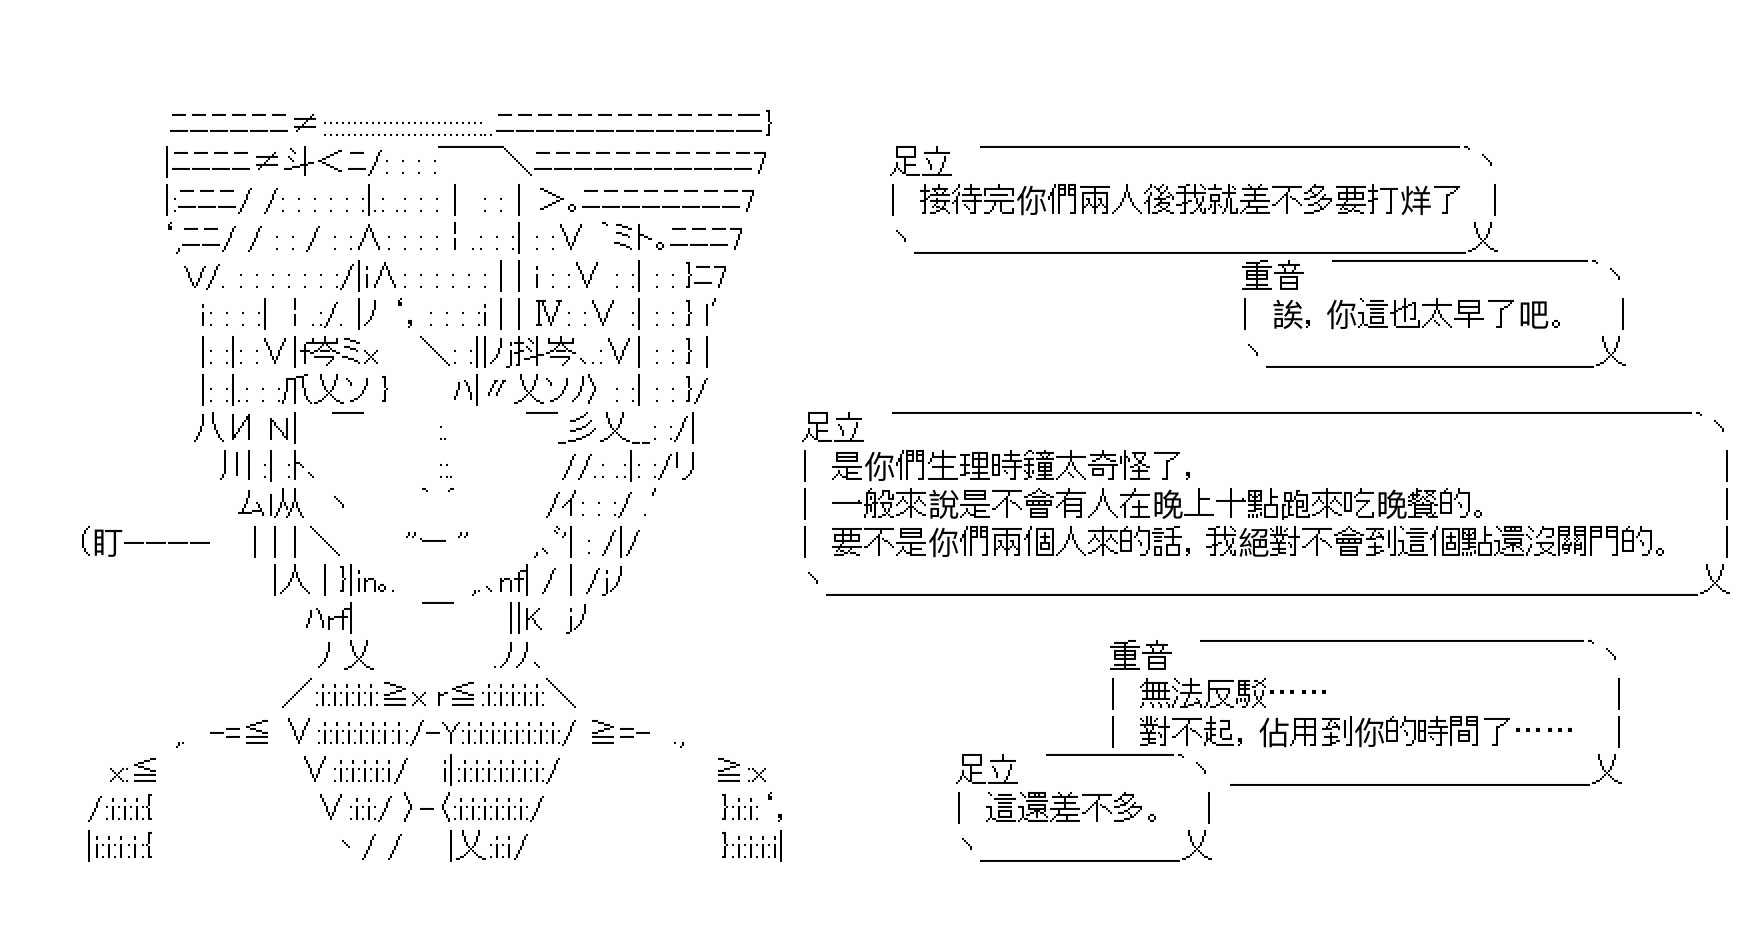 足立
接待完你們兩人後我就差不多要打烊了
重音
誒，你這也太早了吧。
足立
是你們生理時鐘太奇怪了，
一般來說是不會有人在晚上十點跑來吃晚餐的。
要不是你們兩個人來的話，我絕對不會到這個點還沒關門的。
(盯————
重音
無法反駁……
對不起，佔用到你的時間了……
足立
這還差不多。